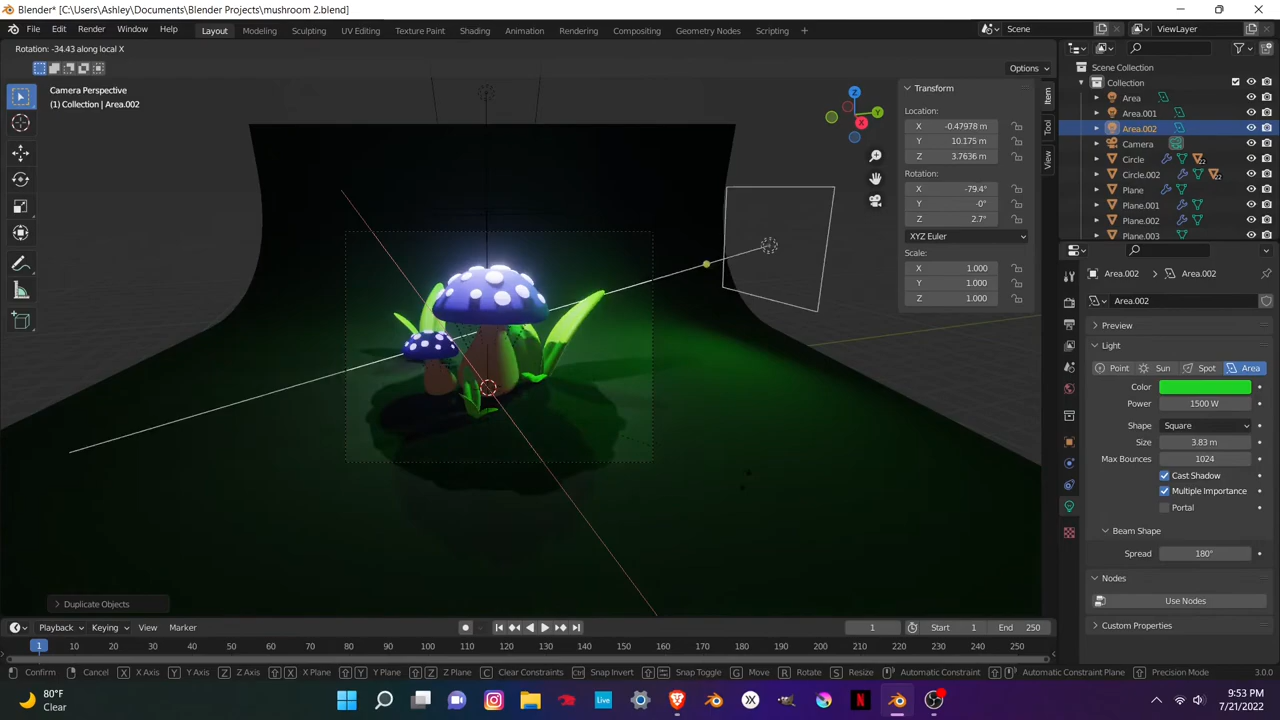 Blender* [C:\Users\Ashley\Documents\Blender Projects\mushroom 2.blend]
File Edit Render Window Help Layout Modeling Sculpting UV Editing Texture Paint Shading Animation Rendering Compositing Geometry Nodes Scripting + Scene ViewLayer
Rotation: -34.43 along local X
Options
Camera Perspective
(1) Collection | Area.002
Z
Y
X
Transform
Location:
X -0.47978 m
Y 10.175 m
Z 3.7636 m
Rotation:
X -79.4°
Y -0°
Z 2.7°
XYZ Euler
Scale:
X 1.000
Y 1.000
Z 1.000
Item
Tool
View
Scene Collection
Collection
Area
Area.001
Area.002
Camera
Circle 22
Circle.002 22
Plane
Plane.001
Plane.002
Plane.003
Area.002 Area.002
Area.002
Preview
Light
Point Sun Spot Area
Color
Power 1500 W
Shape Square
Size 3.83 m
Max Bounces 1024
Cast Shadow
Multiple Importance
Portal
Beam Shape
Spread 180°
Nodes
Use Nodes
Custom Properties
Duplicate Objects
Playback Keying View Marker 1 Start 1 End 250
1 10 20 30 40 50 60 70 80 90 100 110 120 130 140 150 160 170 180 190 200 210 220 230 240 250
Confirm Cancel X X Axis Y Y Axis Z Z Axis X X Plane Y Y Plane Z Z Plane C Clear Constraints Snap Invert Snap Toggle G Move R Rotate S Resize Automatic Constraint Automatic Constraint Plane Precision Mode 3.0.0
80°F
Clear
Live
N
9:53 PM
7/21/2022